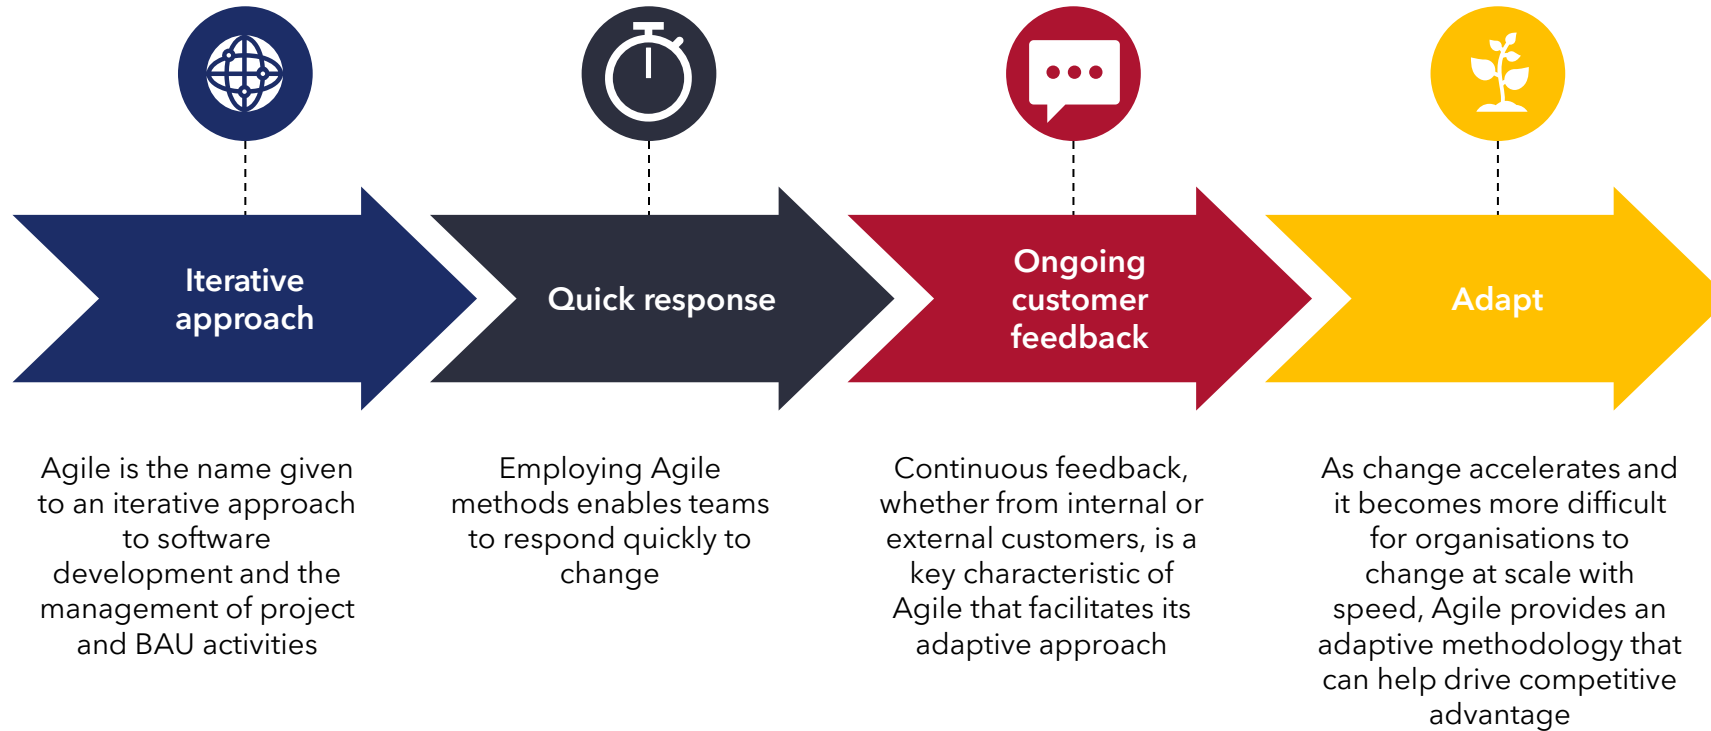 Iterative
approach
Quick response
Ongoing
customer
feedback
Adapt
Agile is the name given
to an iterative approach
to software
development and the
management of project
and BAU activities
Employing Agile
methods enables teams
to respond quickly to
change
Continuous feedback,
whether from internal or
external customers, is a
key characteristic of
Agile that facilitates its
adaptive approach
As change accelerates and
it becomes more difficult
for organisations to
change at scale with
speed, Agile provides an
adaptive methodology that
can help drive competitive
advantage